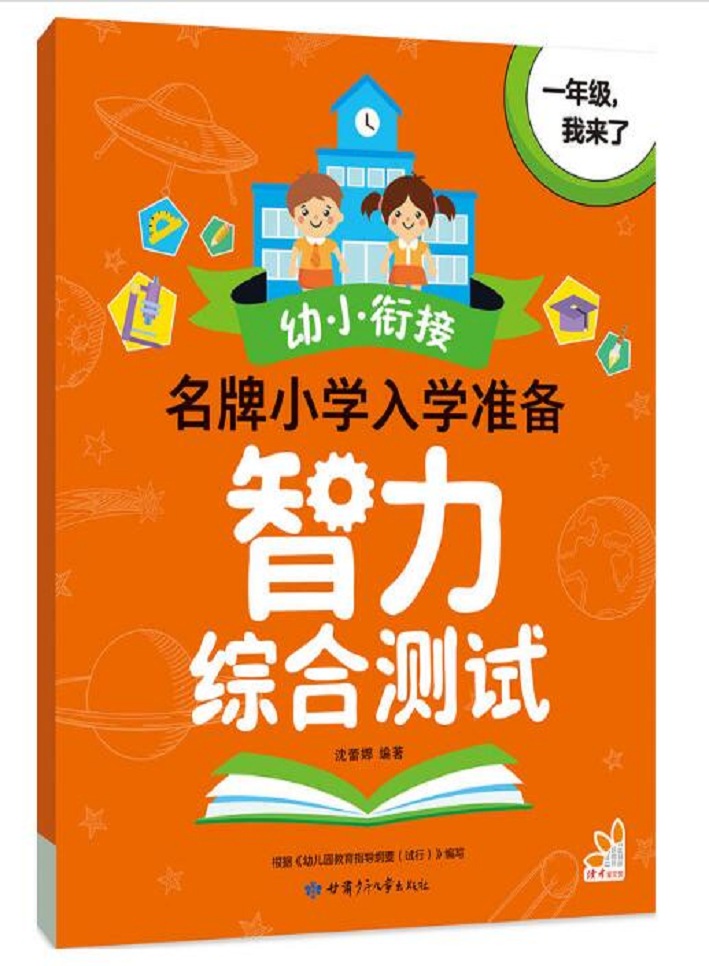 一年级,
我来了
幼·小·衔接
名牌小学入学准备
智力
综合测试
沈蕾娜 编著
根据《幼儿园教育指导纲要(试行)》编写
甘肃少年儿童出版社